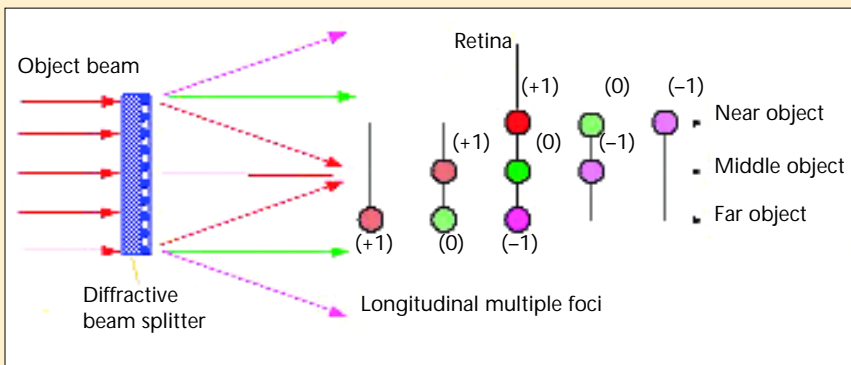 Retina
Object beam
(+1) (0) (−1)
Near object
(+1) (0) (−1)
Middle object
Far object
(+1) (0) (−1)
Diffractive
beam splitter
Longitudinal multiple foci